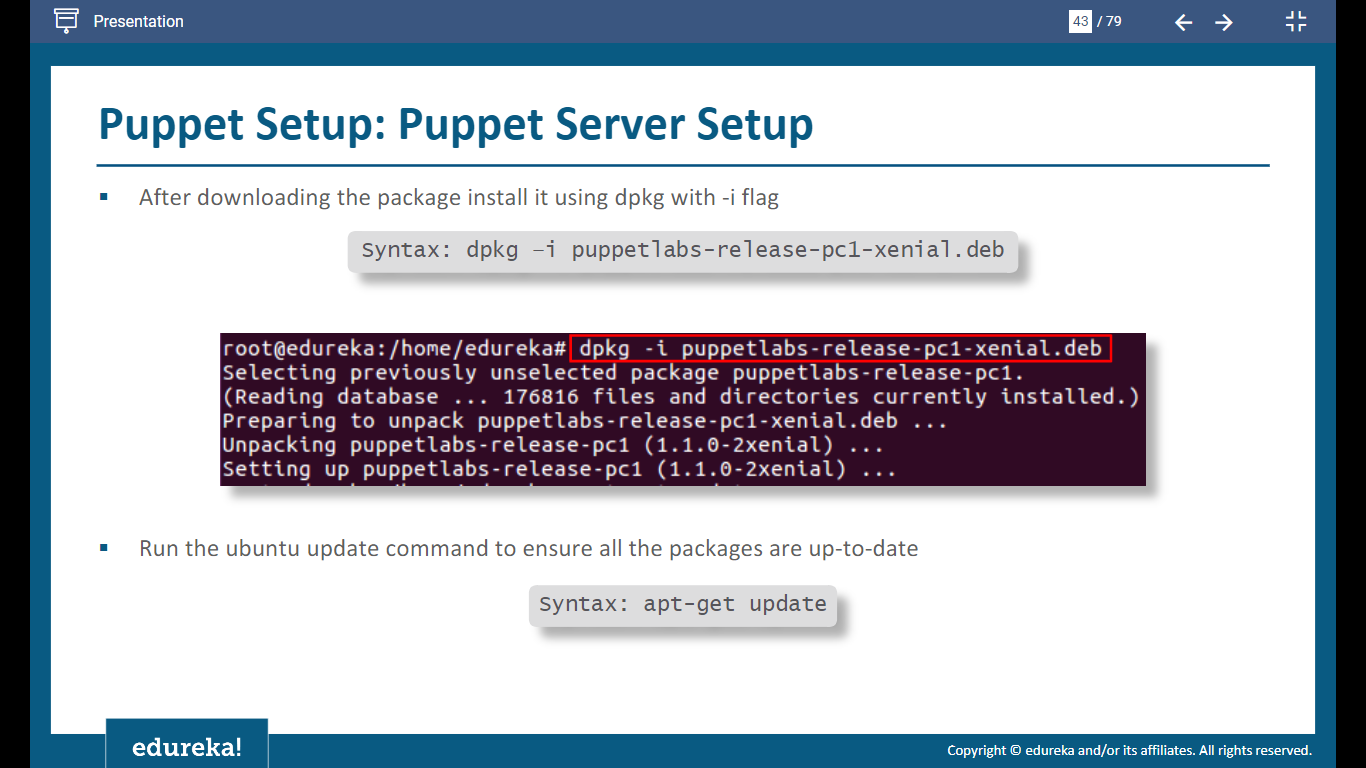 Presentation
43 / 79
Puppet Setup: Puppet Server Setup
▪ After downloading the package install it using dpkg with -i flag
Syntax: dpkg –i puppetlabs-release-pc1-xenial.deb
root@edureka:/home/edureka# dpkg -i puppetlabs-release-pc1-xenial.deb
Selecting previously unselected package puppetlabs-release-pc1.
(Reading database ... 176816 files and directories currently installed.)
Preparing to unpack puppetlabs-release-pc1-xenial.deb ...
Unpacking puppetlabs-release-pc1 (1.1.0-2xenial) ...
Setting up puppetlabs-release-pc1 (1.1.0-2xenial) ...
▪ Run the ubuntu update command to ensure all the packages are up-to-date
Syntax: apt-get update
edureka!
Copyright © edureka and/or its affiliates. All rights reserved.